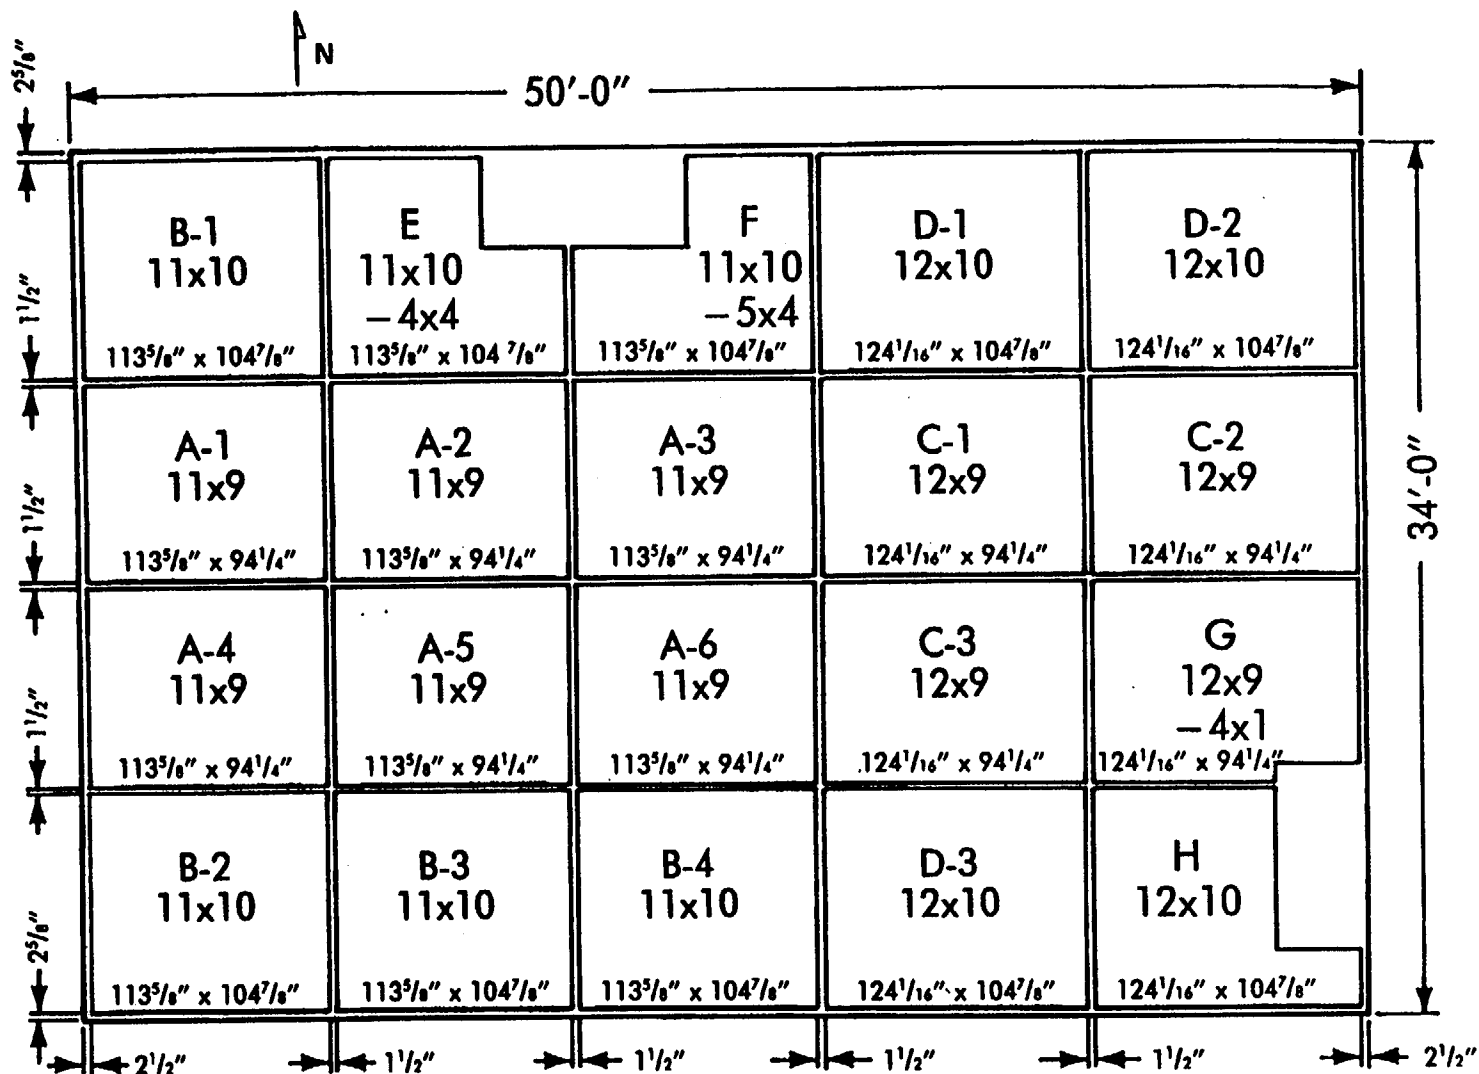 N
2⁵/₈″
50'-0"
B-1
11x10
113⁵/₈″ x 104⁷/₈″
E
11x10
–4x4
113⁵/₈″ x 104 ⁷/₈″
F
11x10
–5x4
113⁵/₈″ x 104⁷/₈″
D-1
12x10
124¹/₁₆″ x 104⁷/₈″
D-2
12x10
124¹/₁₆″ x 104⁷/₈″
1¹/₂″
34'-0"
A-1
11x9
113⁵/₈″ x 94¹/₄″
A-2
11x9
113⁵/₈″ x 94¹/₄″
A-3
11x9
113⁵/₈″ x 94¹/₄″
C-1
12x9
124¹/₁₆″ x 94¹/₄″
C-2
12x9
124¹/₁₆″ x 94¹/₄″
1¹/₂″
A-4
11x9
113⁵/₈″ x 94¹/₄″
A-5
11x9
113⁵/₈″ x 94¹/₄″
A-6
11x9
113⁵/₈″ x 94¹/₄″
C-3
12x9
124¹/₁₆″ x 94¹/₄″
G
12x9
–4x1
124¹/₁₆″ x 94¹/₄″
1¹/₂″
B-2
11x10
113⁵/₈″ x 104⁷/₈″
B-3
11x10
113⁵/₈″ x 104⁷/₈″
B-4
11x10
113⁵/₈″ x 104⁷/₈″
D-3
12x10
124¹/₁₆″ x 104⁷/₈″
H
12x10
124¹/₁₆″ x 104⁷/₈″
2⁵/₈″
2¹/₂″
1¹/₂″
1¹/₂″
1¹/₂″
1¹/₂″
2¹/₂″